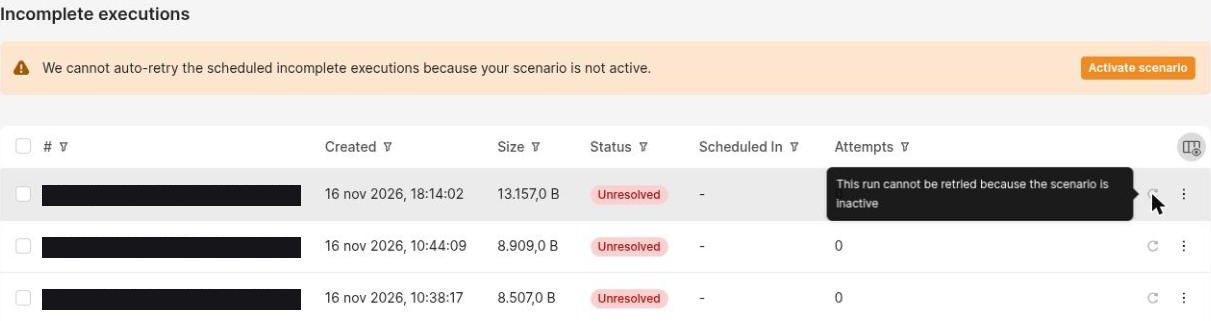 Incomplete executions
We cannot auto-retry the scheduled incomplete executions because your scenario is not active.
Activate scenario
# Created Size Status Scheduled In Attempts
16 nov 2026, 18:14:02 13.157,0 B Unresolved -
This run cannot be retried because the scenario is
inactive
16 nov 2026, 10:44:09 8.909,0 B Unresolved - 0
16 nov 2026, 10:38:17 8.507,0 B Unresolved - 0